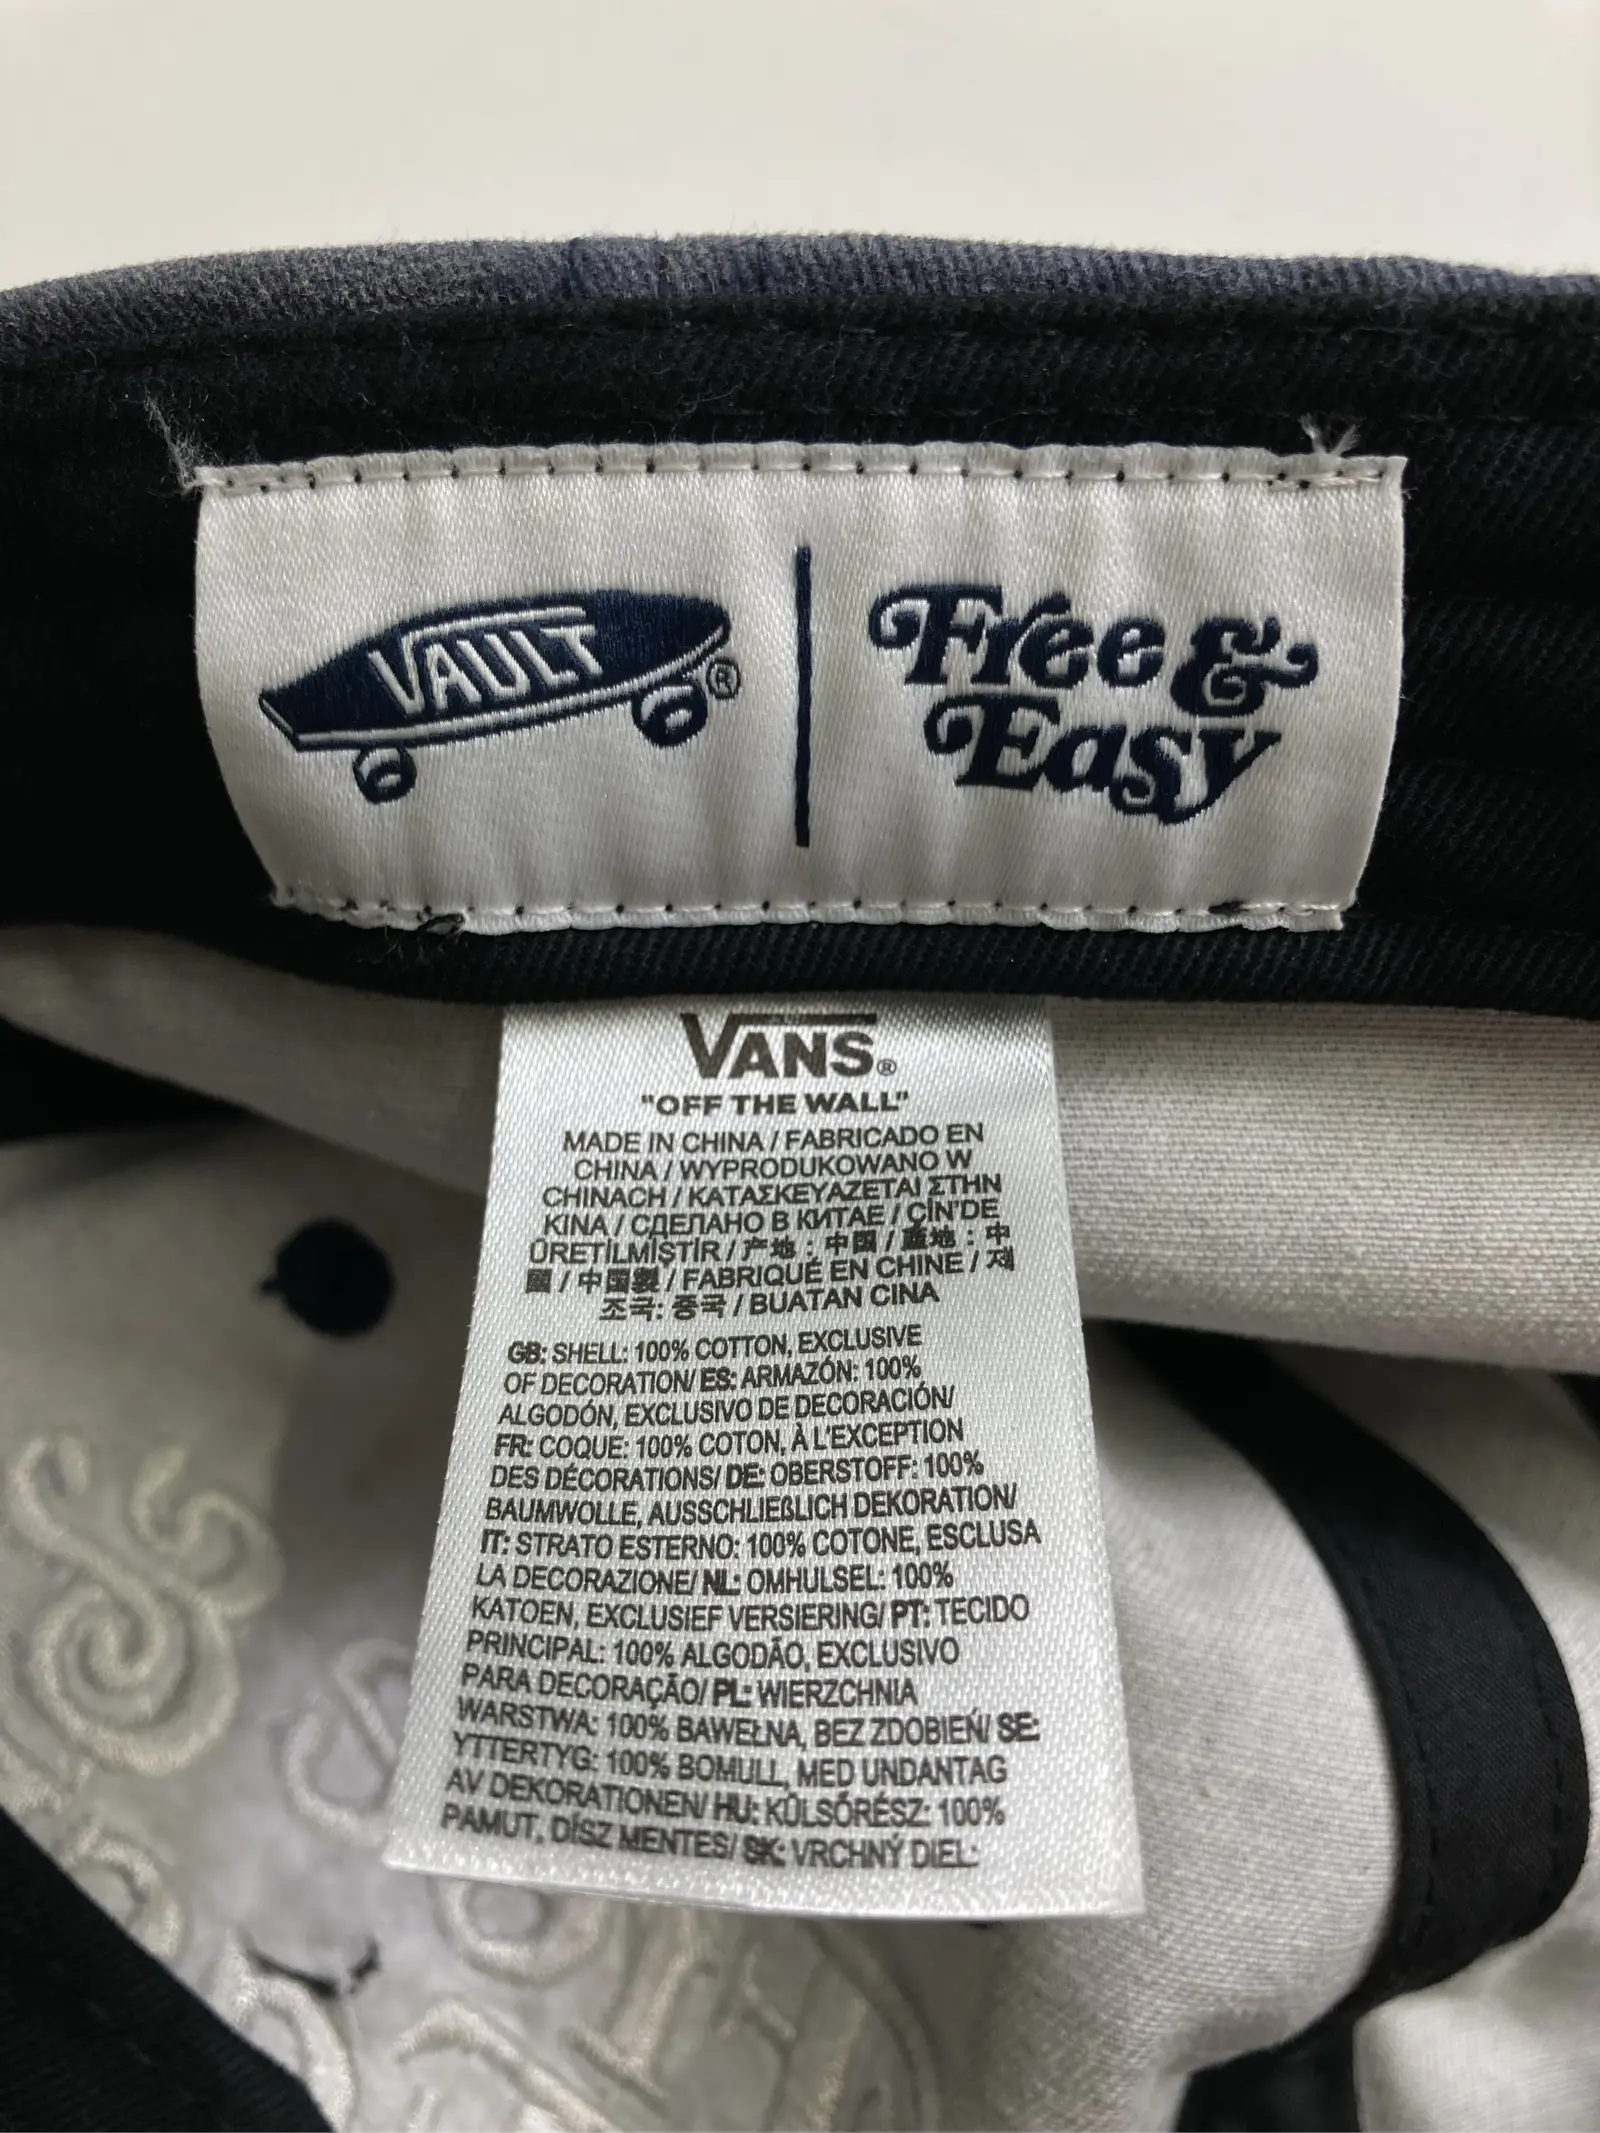 VAULT®
Free &
Easy
VANS®
"OFF THE WALL"
MADE IN CHINA / FABRICADO EN
CHINA / WYPRODUKOWANO W
CHINACH / ΚΑΤΑΣΚΕΥΑΖΕΤΑΙ ΣΤΗΝ
ΚΙΝΑ / СДЕЛАНО В КИТАЕ / ÇİN'DE
ÜRETİLMİŞTİR / 产地：中国 / 產地：中
國 / 中国製 / FABRIQUÉ EN CHINE / 제
조국: 중국 / BUATAN CINA
GB: SHELL: 100% COTTON, EXCLUSIVE
OF DECORATION/ ES: ARMAZÓN: 100%
ALGODÓN, EXCLUSIVO DE DECORACIÓN/
FR: COQUE: 100% COTON, À L'EXCEPTION
DES DÉCORATIONS/ DE: OBERSTOFF: 100%
BAUMWOLLE, AUSSCHLIEßLICH DEKORATION/
IT: STRATO ESTERNO: 100% COTONE, ESCLUSA
LA DECORAZIONE/ NL: OMHULSEL: 100%
KATOEN, EXCLUSIEF VERSIERING/ PT: TECIDO
PRINCIPAL: 100% ALGODÃO, EXCLUSIVO
PARA DECORAÇÃO/ PL: WIERZCHNIA
WARSTWA: 100% BAWEŁNA, BEZ ZDOBIEŃ/ SE:
YTTERTYG: 100% BOMULL, MED UNDANTAG
AV DEKORATIONEN/ HU: KÜLSŐRÉSZ: 100%
PAMUT, DÍSZ MENTES/ SK: VRCHNÝ DIEL: